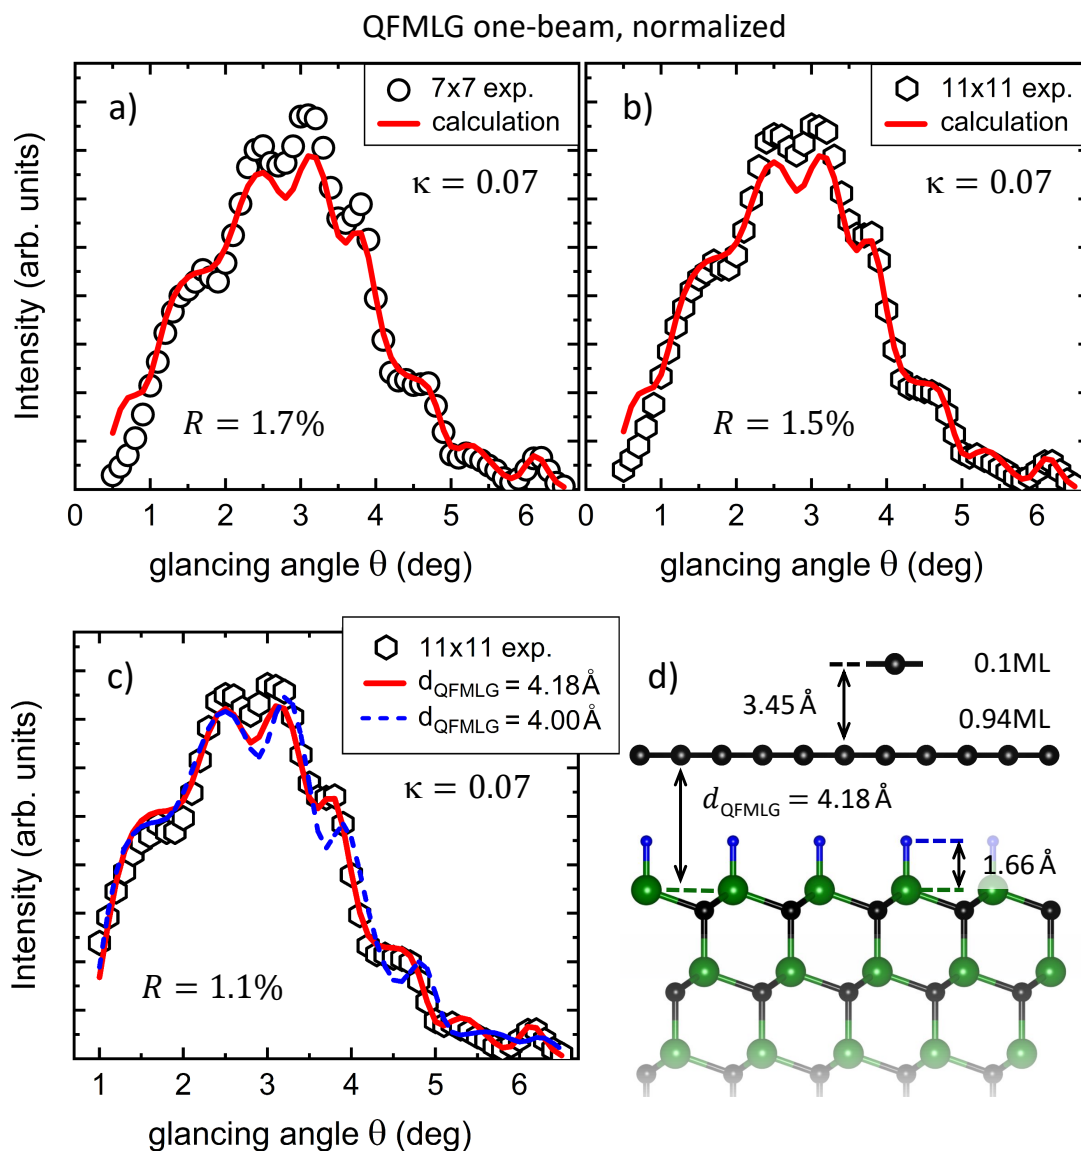 QFMLG one-beam, normalized
a)
7x7 exp.
calculation
κ = 0.07
R = 1.7%
Intensity (arb. units)
0 1 2 3 4 5 6
glancing angle θ (deg)
b)
11x11 exp.
calculation
κ = 0.07
R = 1.5%
0 1 2 3 4 5 6
glancing angle θ (deg)
c)
11x11 exp.
dQFMLG = 4.18Å
dQFMLG = 4.00Å
κ = 0.07
R = 1.1%
Intensity (arb. units)
1 2 3 4 5 6
glancing angle θ (deg)
d)
0.1ML
3.45 Å
0.94ML
dQFMLG = 4.18 Å
1.66 Å